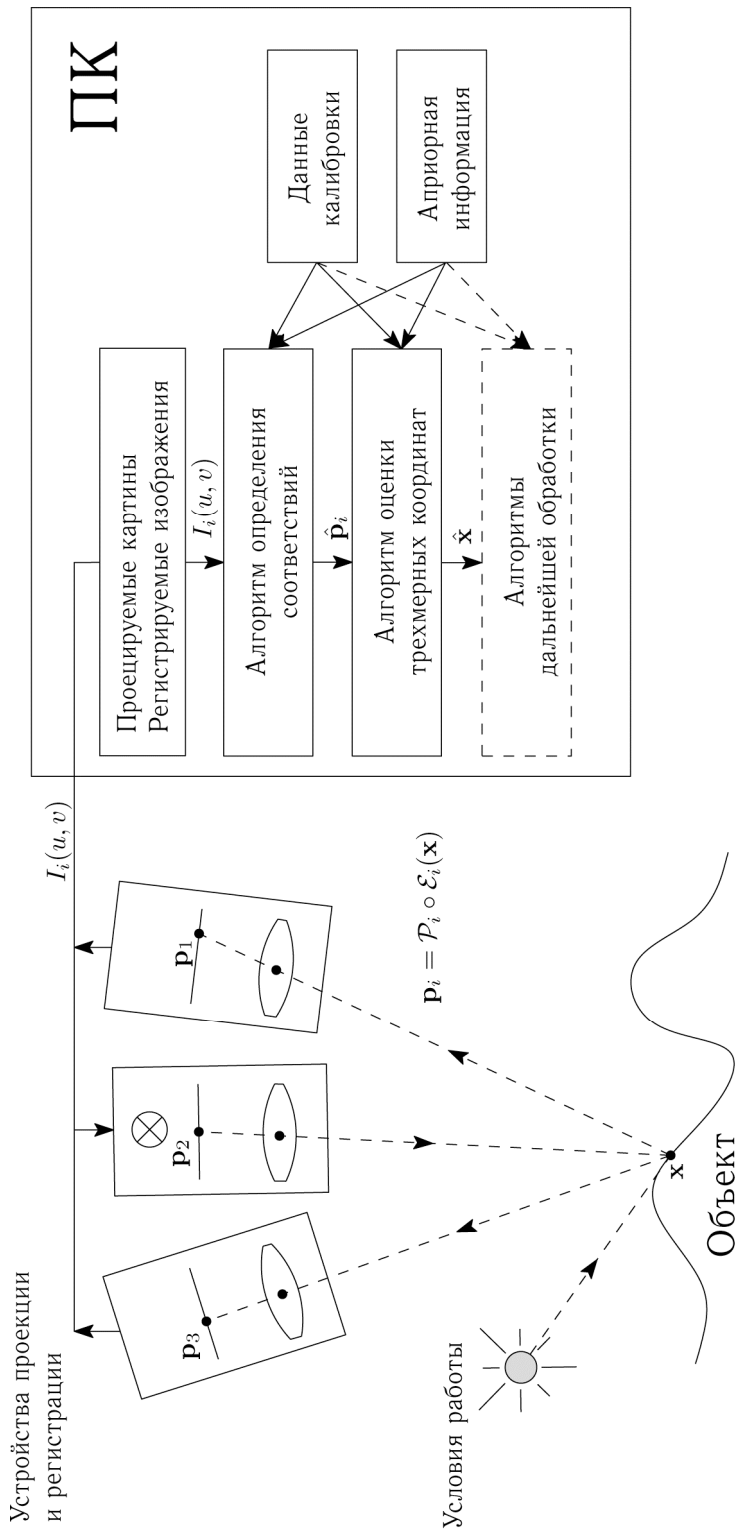 Устройства проекции
и регистрации
I_i(u, v)
p_3
p_2
p_1
p_i = P_i ∘ E_i(x)
Условия работы
x
Объект
ПК
Проецируемые картины
Регистрируемые изображения
I_i(u, v)
Алгоритм определения
соответствий
p̂_i
Алгоритм оценки
трехмерных координат
x̂
Алгоритмы
дальнейшей обработки
Данные
калибровки
Априорная
информация